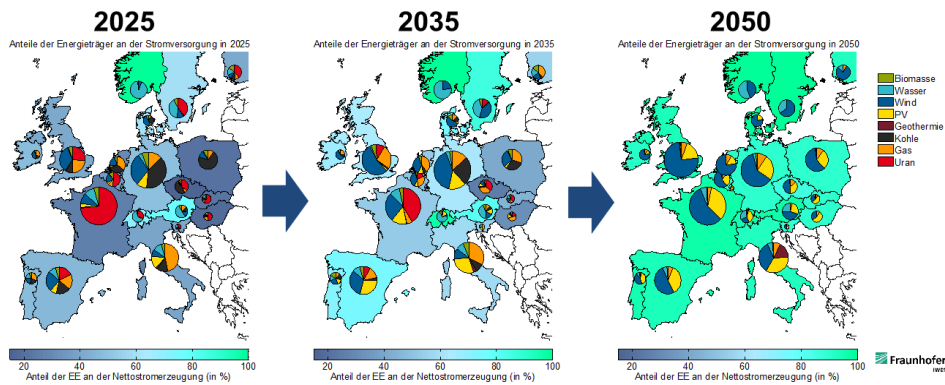 2025
2035
2050
Anteile der Energieträger an der Stromversorgung in 2025
Anteile der Energieträger an der Stromversorgung in 2035
Anteile der Energieträger an der Stromversorgung in 2050
Biomasse
Wasser
Wind
PV
Geothermie
Kohle
Gas
Uran
20 40 60 80 100
Anteil der EE an der Nettostromerzeugung (in %)
20 40 60 80 100
Anteil der EE an der Nettostromerzeugung (in %)
20 40 60 80 100
Anteil der EE an der Nettostromerzeugung (in %)
Fraunhofer